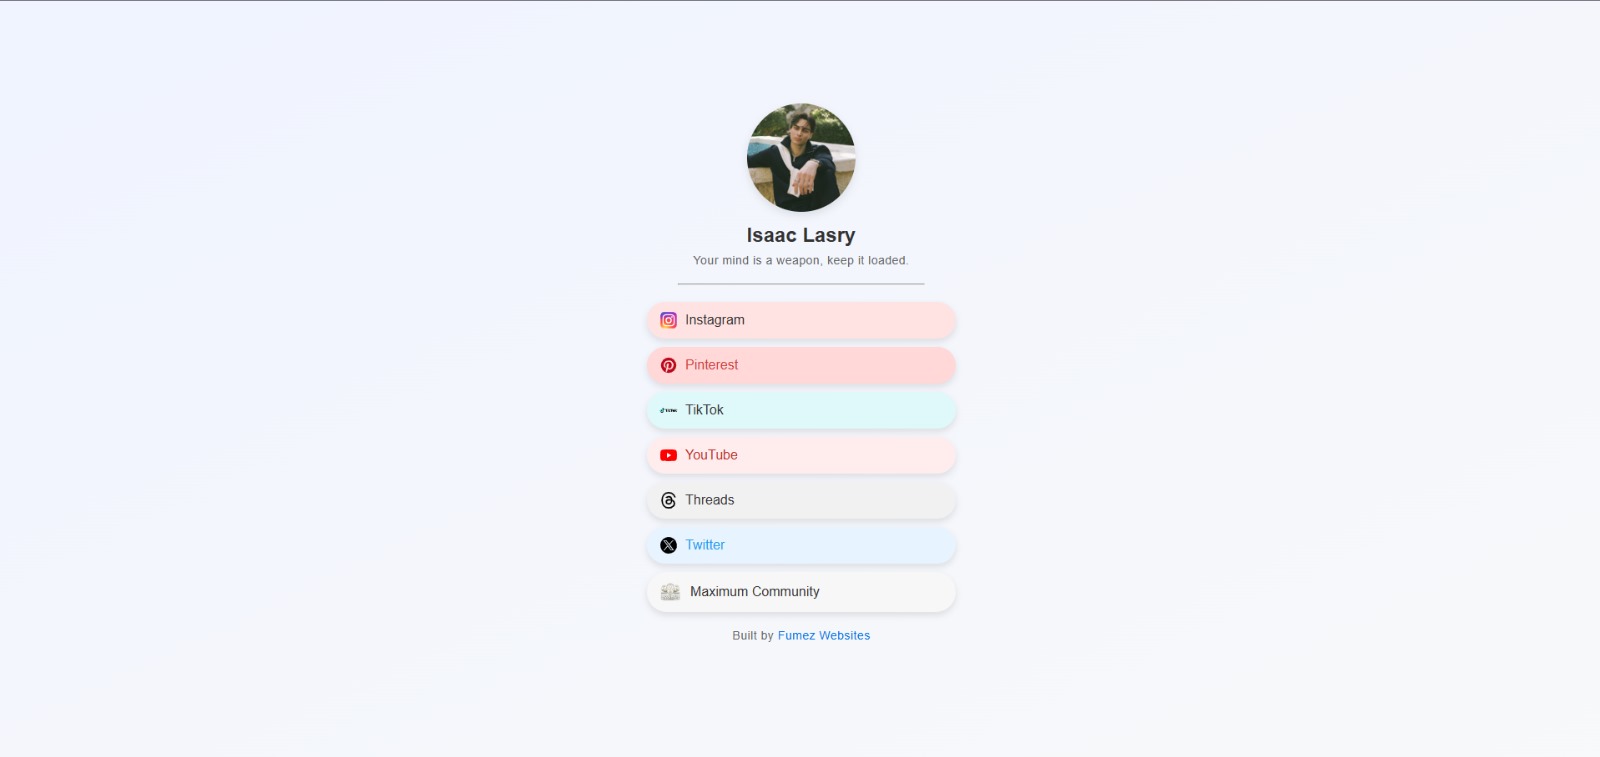 Isaac Lasry
Your mind is a weapon, keep it loaded.
Instagram
Pinterest
TikTok
YouTube
Threads
Twitter
Maximum Community
Built by Fumez Websites